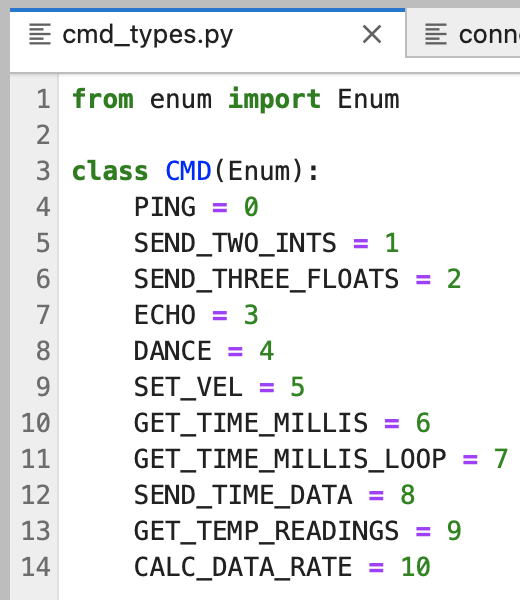 cmd_types.py
conn
1 from enum import Enum
2
3 class CMD(Enum):
4     PING = 0
5     SEND_TWO_INTS = 1
6     SEND_THREE_FLOATS = 2
7     ECHO = 3
8     DANCE = 4
9     SET_VEL = 5
10     GET_TIME_MILLIS = 6
11     GET_TIME_MILLIS_LOOP = 7
12     SEND_TIME_DATA = 8
13     GET_TEMP_READINGS = 9
14     CALC_DATA_RATE = 10